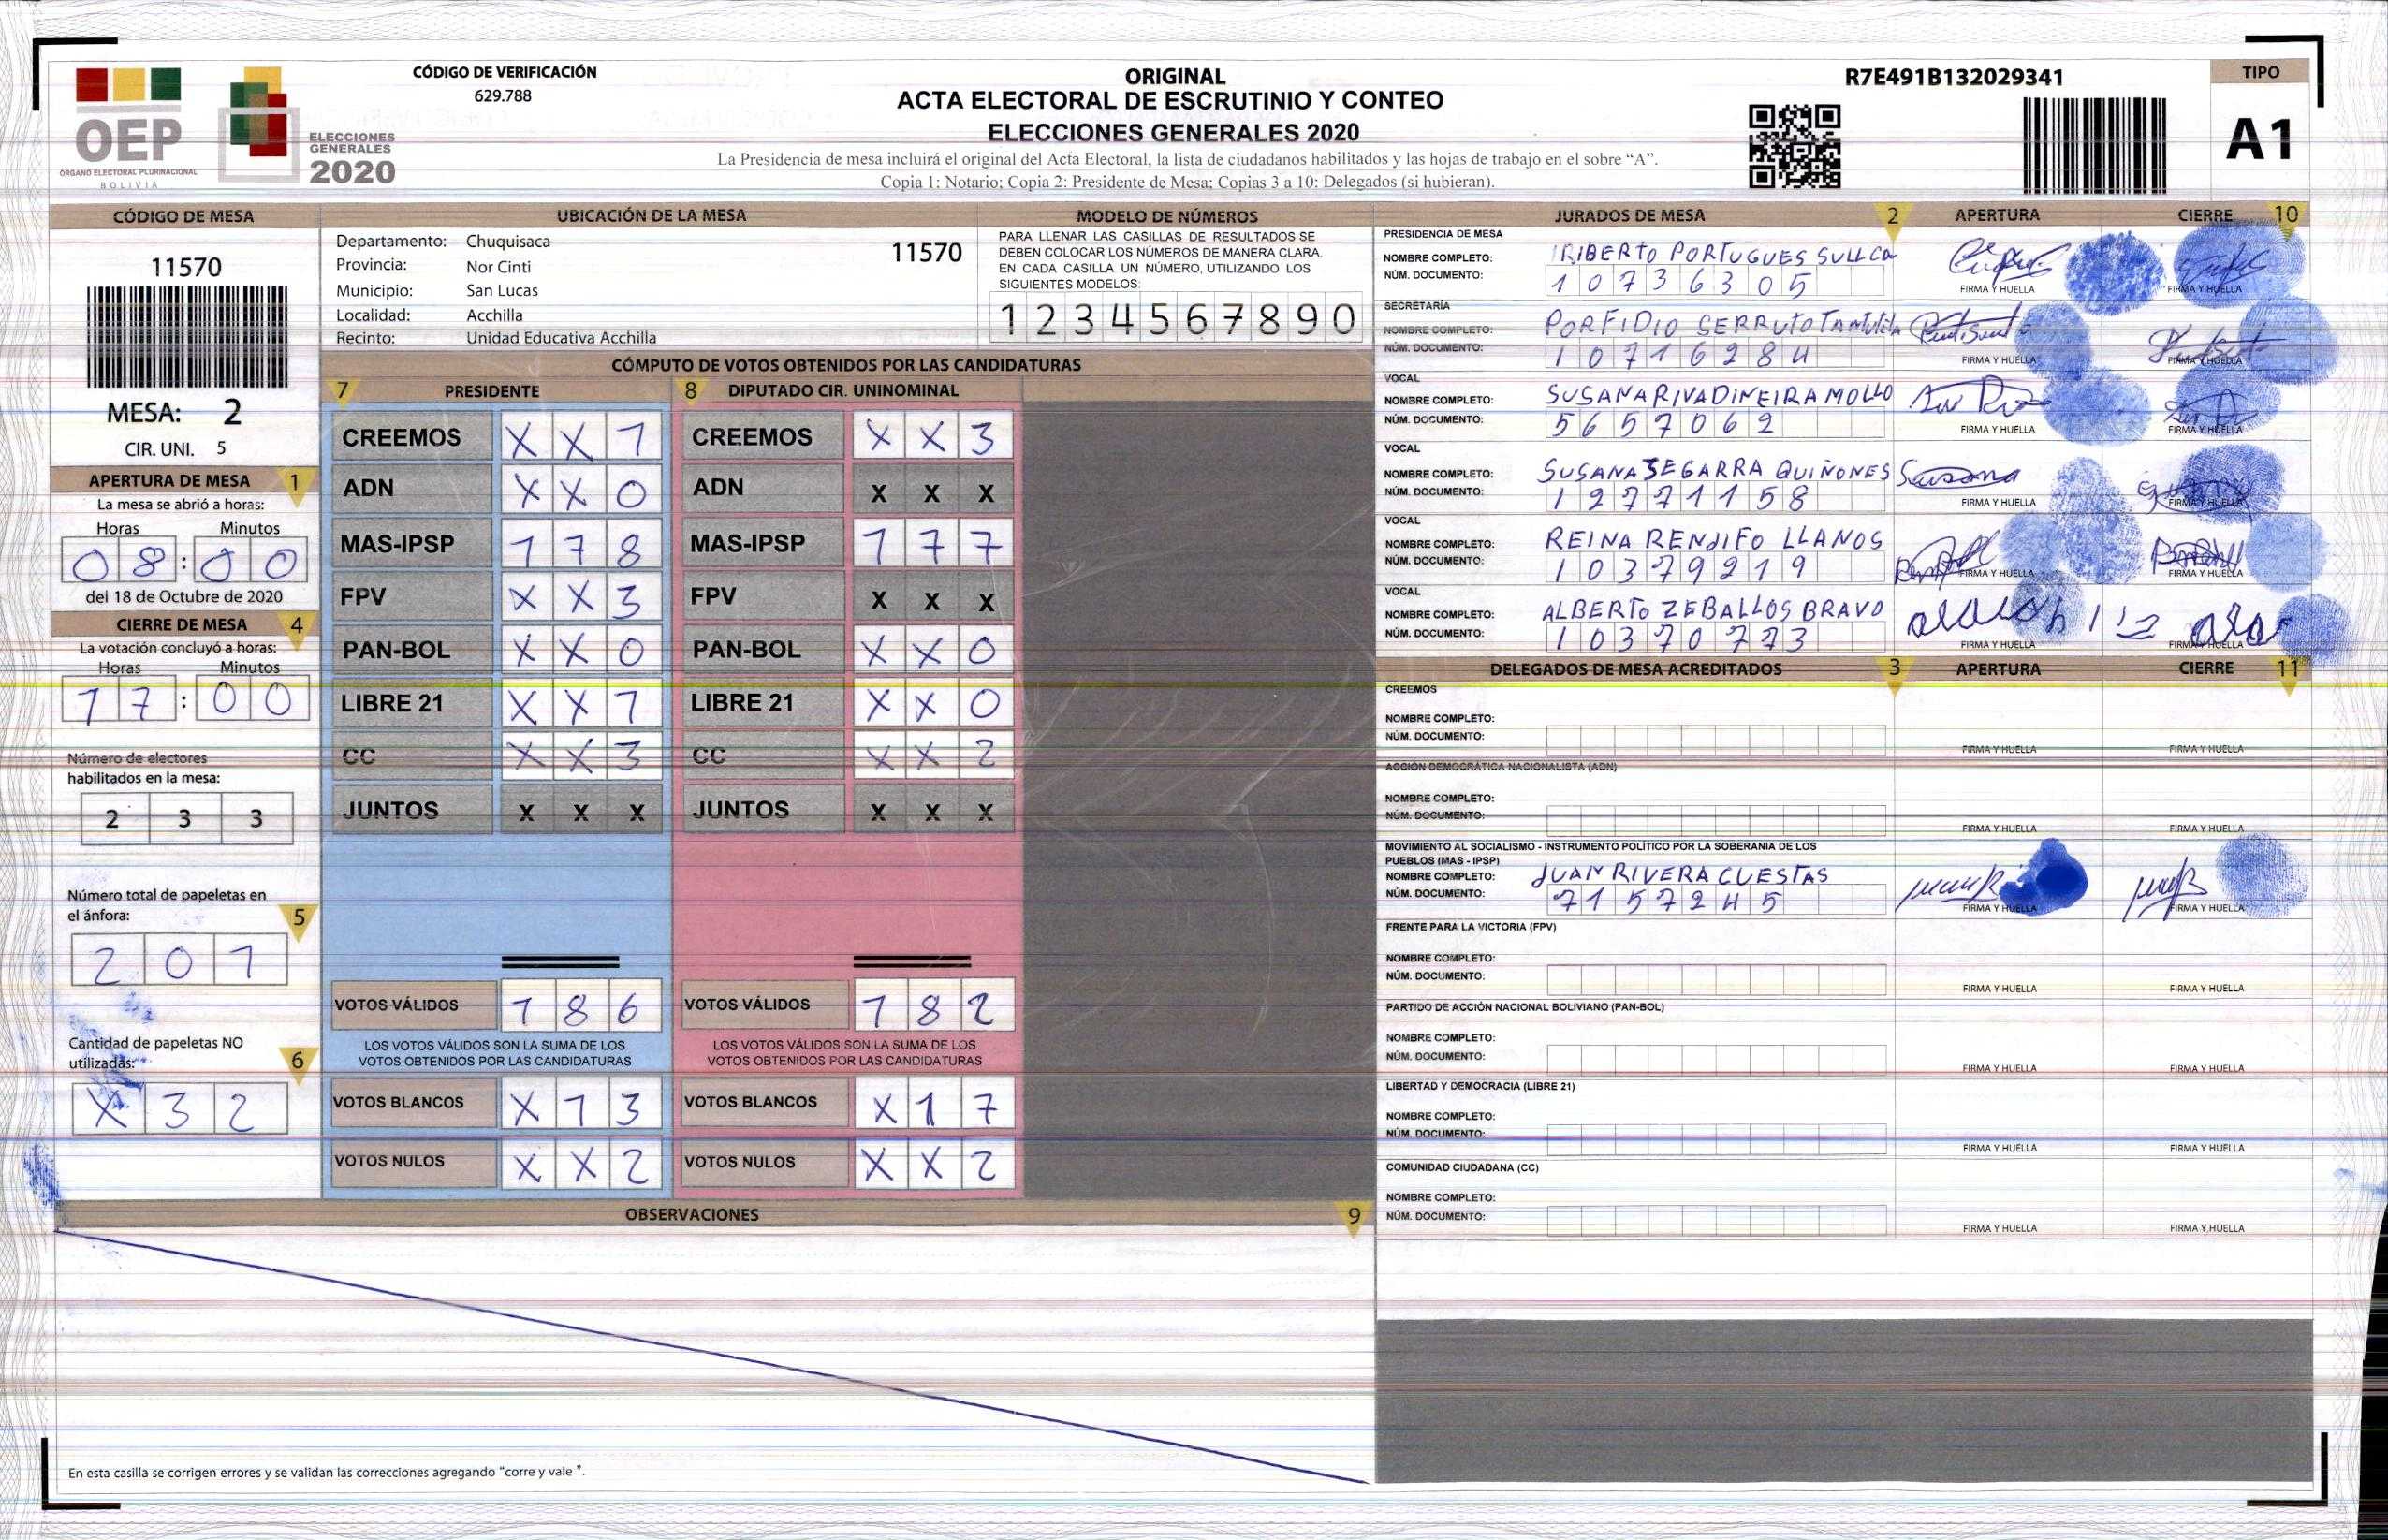 CÓDIGO DE VERIFICACIÓN
629.788
OEP
ÓRGANO ELECTORAL PLURINACIONAL
BOLIVIA
ELECCIONES
GENERALES
2020
ORIGINAL
ACTA ELECTORAL DE ESCRUTINIO Y CONTEO
ELECCIONES GENERALES 2020
La Presidencia de mesa incluirá el original del Acta Electoral, la lista de ciudadanos habilitados y las hojas de trabajo en el sobre “A”.
Copia 1: Notario; Copia 2: Presidente de Mesa; Copias 3 a 10: Delegados (si hubieran).
R7E491B132029341
TIPO
A1
CÓDIGO DE MESA
11570
MESA: 2
CIR. UNI. 5
APERTURA DE MESA 1
La mesa se abrió a horas:
Horas Minutos
08:00
del 18 de Octubre de 2020
CIERRE DE MESA 4
La votación concluyó a horas:
Horas Minutos
17:00
Número de electores
habilitados en la mesa:
2 3 3
Número total de papeletas en
el ánfora: 5
2 0 1
Cantidad de papeletas NO
utilizadas: 6
X 3 2
UBICACIÓN DE LA MESA
Departamento: Chuquisaca 11570
Provincia: Nor Cinti
Municipio: San Lucas
Localidad: Acchilla
Recinto: Unidad Educativa Acchilla
MODELO DE NÚMEROS
PARA LLENAR LAS CASILLAS DE RESULTADOS SE
DEBEN COLOCAR LOS NÚMEROS DE MANERA CLARA.
EN CADA CASILLA UN NÚMERO, UTILIZANDO LOS
SIGUIENTES MODELOS:
1 2 3 4 5 6 7 8 9 0
CÓMPUTO DE VOTOS OBTENIDOS POR LAS CANDIDATURAS
7 PRESIDENTE 8 DIPUTADO CIR. UNINOMINAL
CREEMOS X X 1 CREEMOS X X 3
ADN X X 0 ADN X X X
MAS-IPSP 1 7 8 MAS-IPSP 1 7 7
FPV X X 3 FPV X X X
PAN-BOL X X 0 PAN-BOL X X 0
LIBRE 21 X X 1 LIBRE 21 X X 0
CC X X 3 CC X X 2
JUNTOS X X X JUNTOS X X X
VOTOS VÁLIDOS 1 8 6 VOTOS VÁLIDOS 1 8 2
LOS VOTOS VÁLIDOS SON LA SUMA DE LOS LOS VOTOS VÁLIDOS SON LA SUMA DE LOS
VOTOS OBTENIDOS POR LAS CANDIDATURAS VOTOS OBTENIDOS POR LAS CANDIDATURAS
VOTOS BLANCOS X 1 3 VOTOS BLANCOS X 1 7
VOTOS NULOS X X 2 VOTOS NULOS X X 2
OBSERVACIONES 9
En esta casilla se corrigen errores y se validan las correcciones agregando “corre y vale ”.
JURADOS DE MESA 2 APERTURA CIERRE 10
PRESIDENCIA DE MESA
NOMBRE COMPLETO: IRIBERTO PORTUGUES SULLCA
NÚM. DOCUMENTO: 10736305
FIRMA Y HUELLA FIRMA Y HUELLA
SECRETARÍA
NOMBRE COMPLETO: PORFIDIO SERRUTO
NÚM. DOCUMENTO: 10716284
FIRMA Y HUELLA FIRMA Y HUELLA
VOCAL
NOMBRE COMPLETO: SUSANA RIVADINEIRA MOLLO
NÚM. DOCUMENTO: 5657062
FIRMA Y HUELLA FIRMA Y HUELLA
VOCAL
NOMBRE COMPLETO: SUSANA SEGARRA QUIÑONES Susana
NÚM. DOCUMENTO: 12771158
FIRMA Y HUELLA FIRMA Y HUELLA
VOCAL
NOMBRE COMPLETO: REINA RENDIFO LLANOS
NÚM. DOCUMENTO: 10379219
FIRMA Y HUELLA FIRMA Y HUELLA
VOCAL
NOMBRE COMPLETO: ALBERTO ZEBALLOS BRAVO
NÚM. DOCUMENTO: 10370773
FIRMA Y HUELLA FIRMA Y HUELLA
DELEGADOS DE MESA ACREDITADOS 3 APERTURA CIERRE 11
CREEMOS
NOMBRE COMPLETO:
NÚM. DOCUMENTO:
FIRMA Y HUELLA FIRMA Y HUELLA
ACCIÓN DEMOCRÁTICA NACIONALISTA (ADN)
NOMBRE COMPLETO:
NÚM. DOCUMENTO:
FIRMA Y HUELLA FIRMA Y HUELLA
MOVIMIENTO AL SOCIALISMO - INSTRUMENTO POLÍTICO POR LA SOBERANIA DE LOS
PUEBLOS (MAS - IPSP)
NOMBRE COMPLETO: JUAN RIVERA CUESTAS
NÚM. DOCUMENTO: 7157245
FIRMA Y HUELLA FIRMA Y HUELLA
FRENTE PARA LA VICTORIA (FPV)
NOMBRE COMPLETO:
NÚM. DOCUMENTO:
FIRMA Y HUELLA FIRMA Y HUELLA
PARTIDO DE ACCIÓN NACIONAL BOLIVIANO (PAN-BOL)
NOMBRE COMPLETO:
NÚM. DOCUMENTO:
FIRMA Y HUELLA FIRMA Y HUELLA
LIBERTAD Y DEMOCRACIA (LIBRE 21)
NOMBRE COMPLETO:
NÚM. DOCUMENTO:
FIRMA Y HUELLA FIRMA Y HUELLA
COMUNIDAD CIUDADANA (CC)
NOMBRE COMPLETO:
NÚM. DOCUMENTO:
FIRMA Y HUELLA FIRMA Y HUELLA